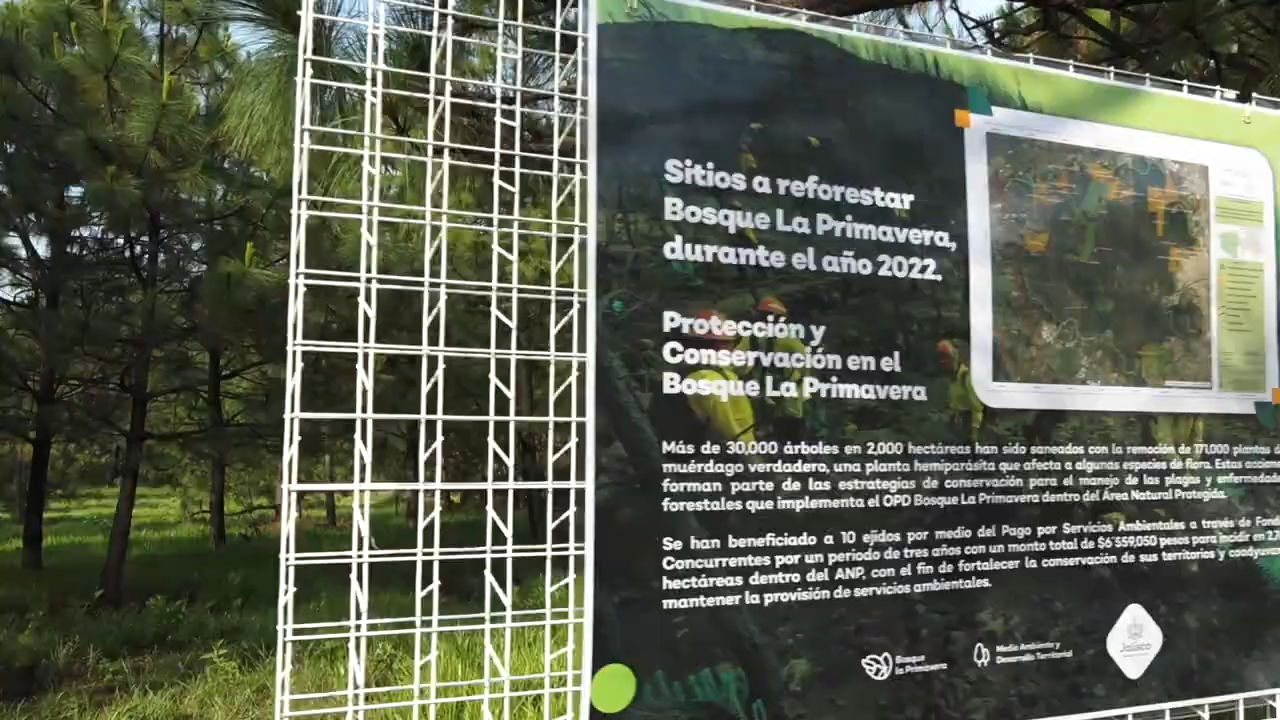 Sitios a reforestar
Bosque La Primavera,
durante el año 2022.
Protección y
Conservación en el
Bosque La Primavera
Más de 30,000 árboles en 2,000 hectáreas han sido saneados con la remoción de 171,000 plantas
muérdago verdadero, una planta hemiparásita que afecta a algunas especies de flora. Estas
forman parte de las estrategias de conservación para el manejo de las plagas y
forestales que implementa el OPD Bosque La Primavera dentro del Área Natural Protegida.
Se han beneficiado a 10 ejidos por medio del Pago por Servicios Ambientales a través de
Concurrentes por un periodo de tres años con un monto total de $6´559,050 pesos para incidir en
hectáreas dentro del ANP, con el fin de fortalecer la conservación de sus territorios y
mantener la provisión de servicios ambientales.
Bosque
la Primavera
Medio Ambiente y
Desarrollo Territorial
Jalisco